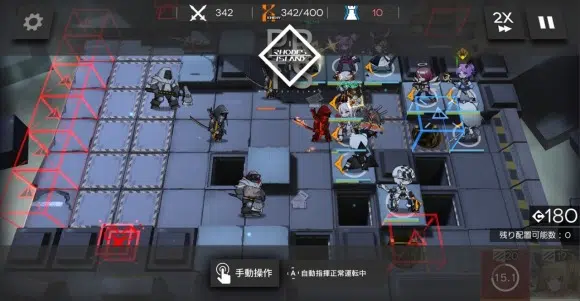 342
342/400
10
2X
RHODES
ISLAND
180
残り配置可能数：0
手動操作
A
自動指揮正常運転中
20
15.1